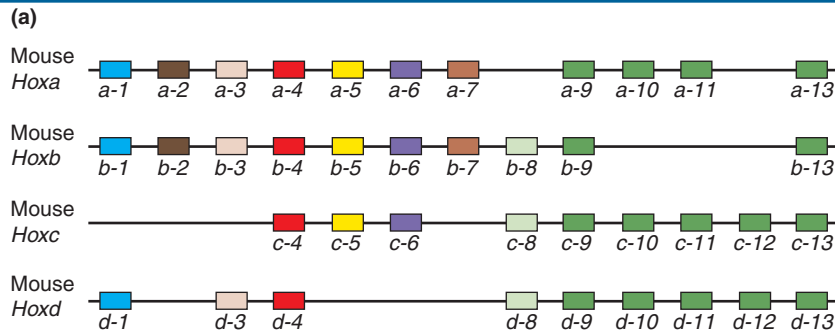 (a)
Mouse
Hoxa
a-1 a-2 a-3 a-4 a-5 a-6 a-7 a-9 a-10 a-11 a-13
Mouse
Hoxb
b-1 b-2 b-3 b-4 b-5 b-6 b-7 b-8 b-9 b-13
Mouse
Hoxc
c-4 c-5 c-6 c-8 c-9 c-10 c-11 c-12 c-13
Mouse
Hoxd
d-1 d-3 d-4 d-8 d-9 d-10 d-11 d-12 d-13